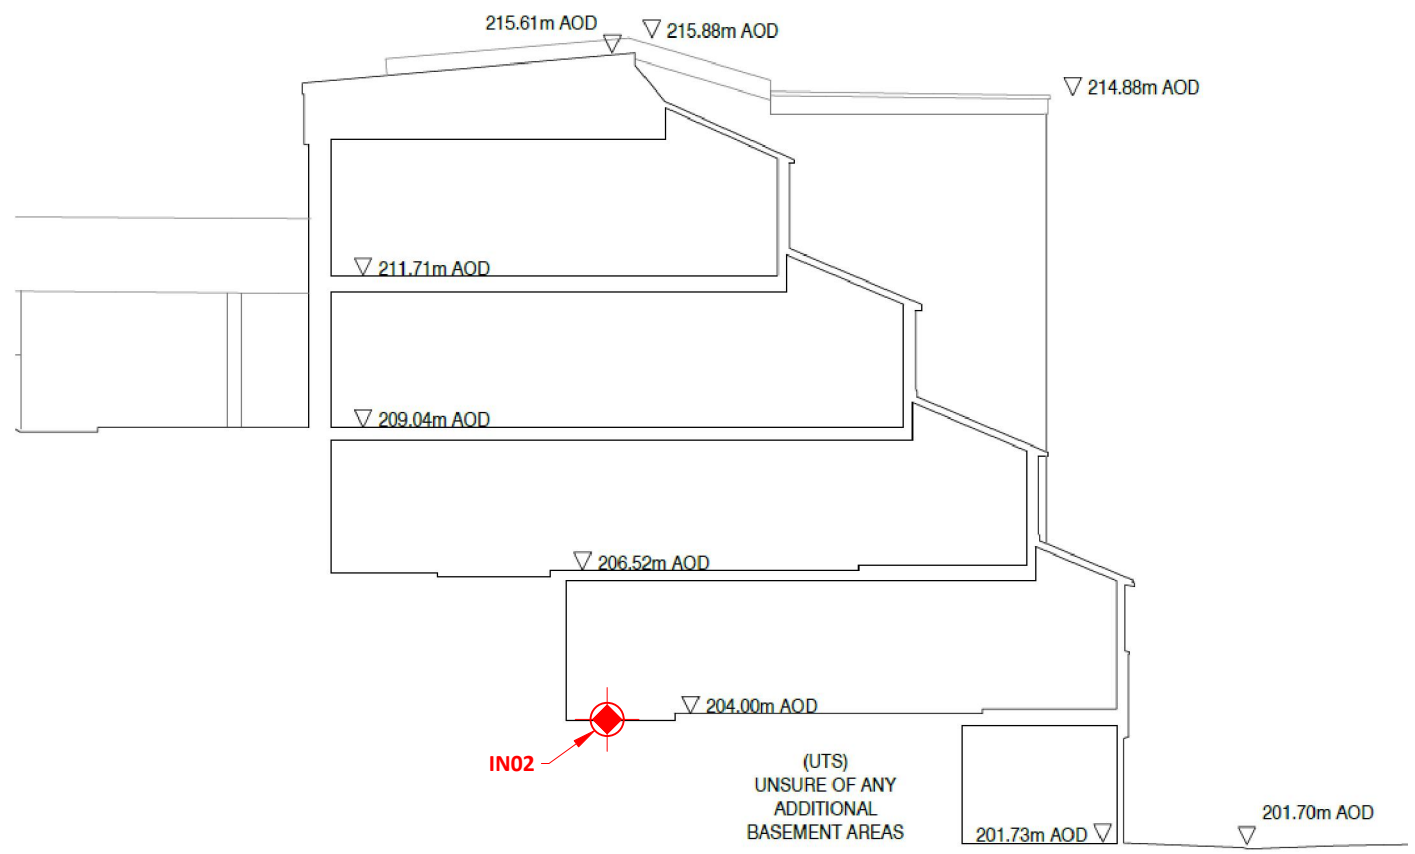 215.61m AOD
215.88m AOD
214.88m AOD
211.71m AOD
209.04m AOD
206.52m AOD
204.00m AOD
IN02
(UTS)
UNSURE OF ANY
ADDITIONAL
BASEMENT AREAS
201.73m AOD
201.70m AOD